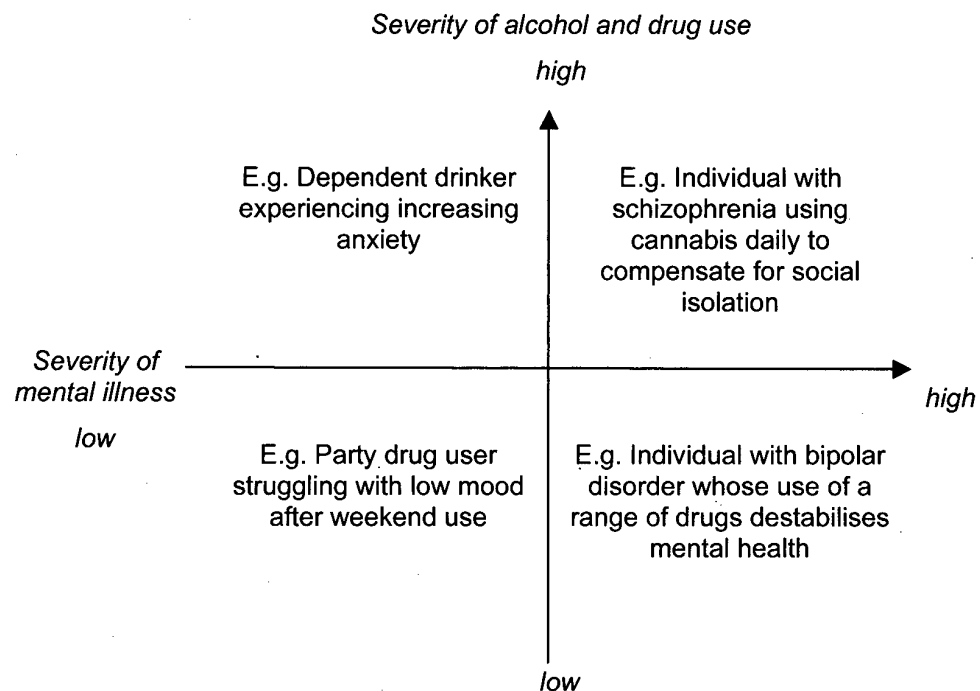 Severity of alcohol and drug use
high
E.g. Dependent drinker
experiencing increasing
anxiety
E.g. Individual with
schizophrenia using
cannabis daily to
compensate for social
isolation
Severity of
mental illness
low
high
E.g. Party drug user
struggling with low mood
after weekend use
E.g. Individual with bipolar
disorder whose use of a
range of drugs destabilises
mental health
low